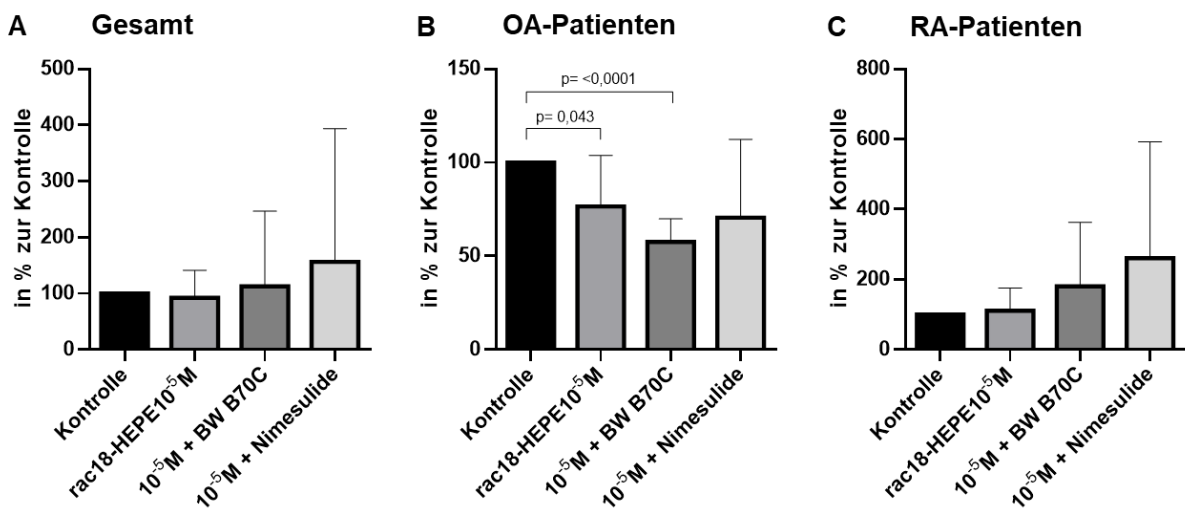 A Gesamt
500
400
300
200
100
0
in % zur Kontrolle
Kontrolle
rac18-HEPE10⁻⁵M
10⁻⁵M + BW B70C
10⁻⁵M + Nimesulide
B OA-Patienten
150
100
50
0
in % zur Kontrolle
p= <0,0001
p= 0,043
Kontrolle
rac18-HEPE10⁻⁵M
10⁻⁵M + BW B70C
10⁻⁵M + Nimesulide
C RA-Patienten
800
600
400
200
0
in % zur Kontrolle
Kontrolle
rac18-HEPE10⁻⁵M
10⁻⁵M + BW B70C
10⁻⁵M + Nimesulide